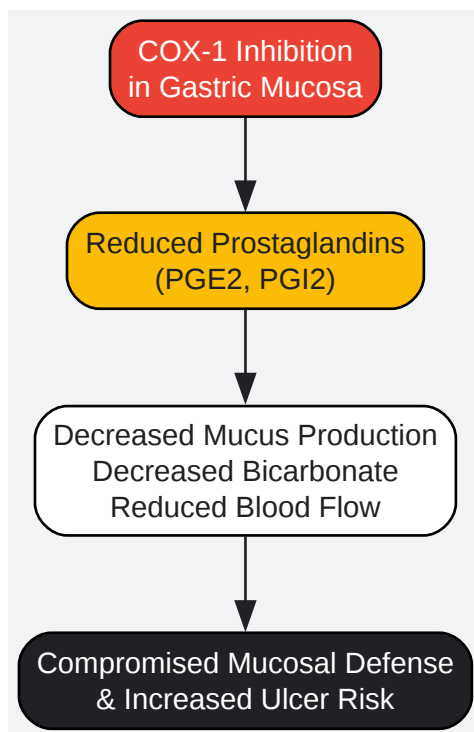 COX-1 Inhibition
in Gastric Mucosa
Reduced Prostaglandins
(PGE2, PGI2)
Decreased Mucus Production
Decreased Bicarbonate
Reduced Blood Flow
Compromised Mucosal Defense
& Increased Ulcer Risk